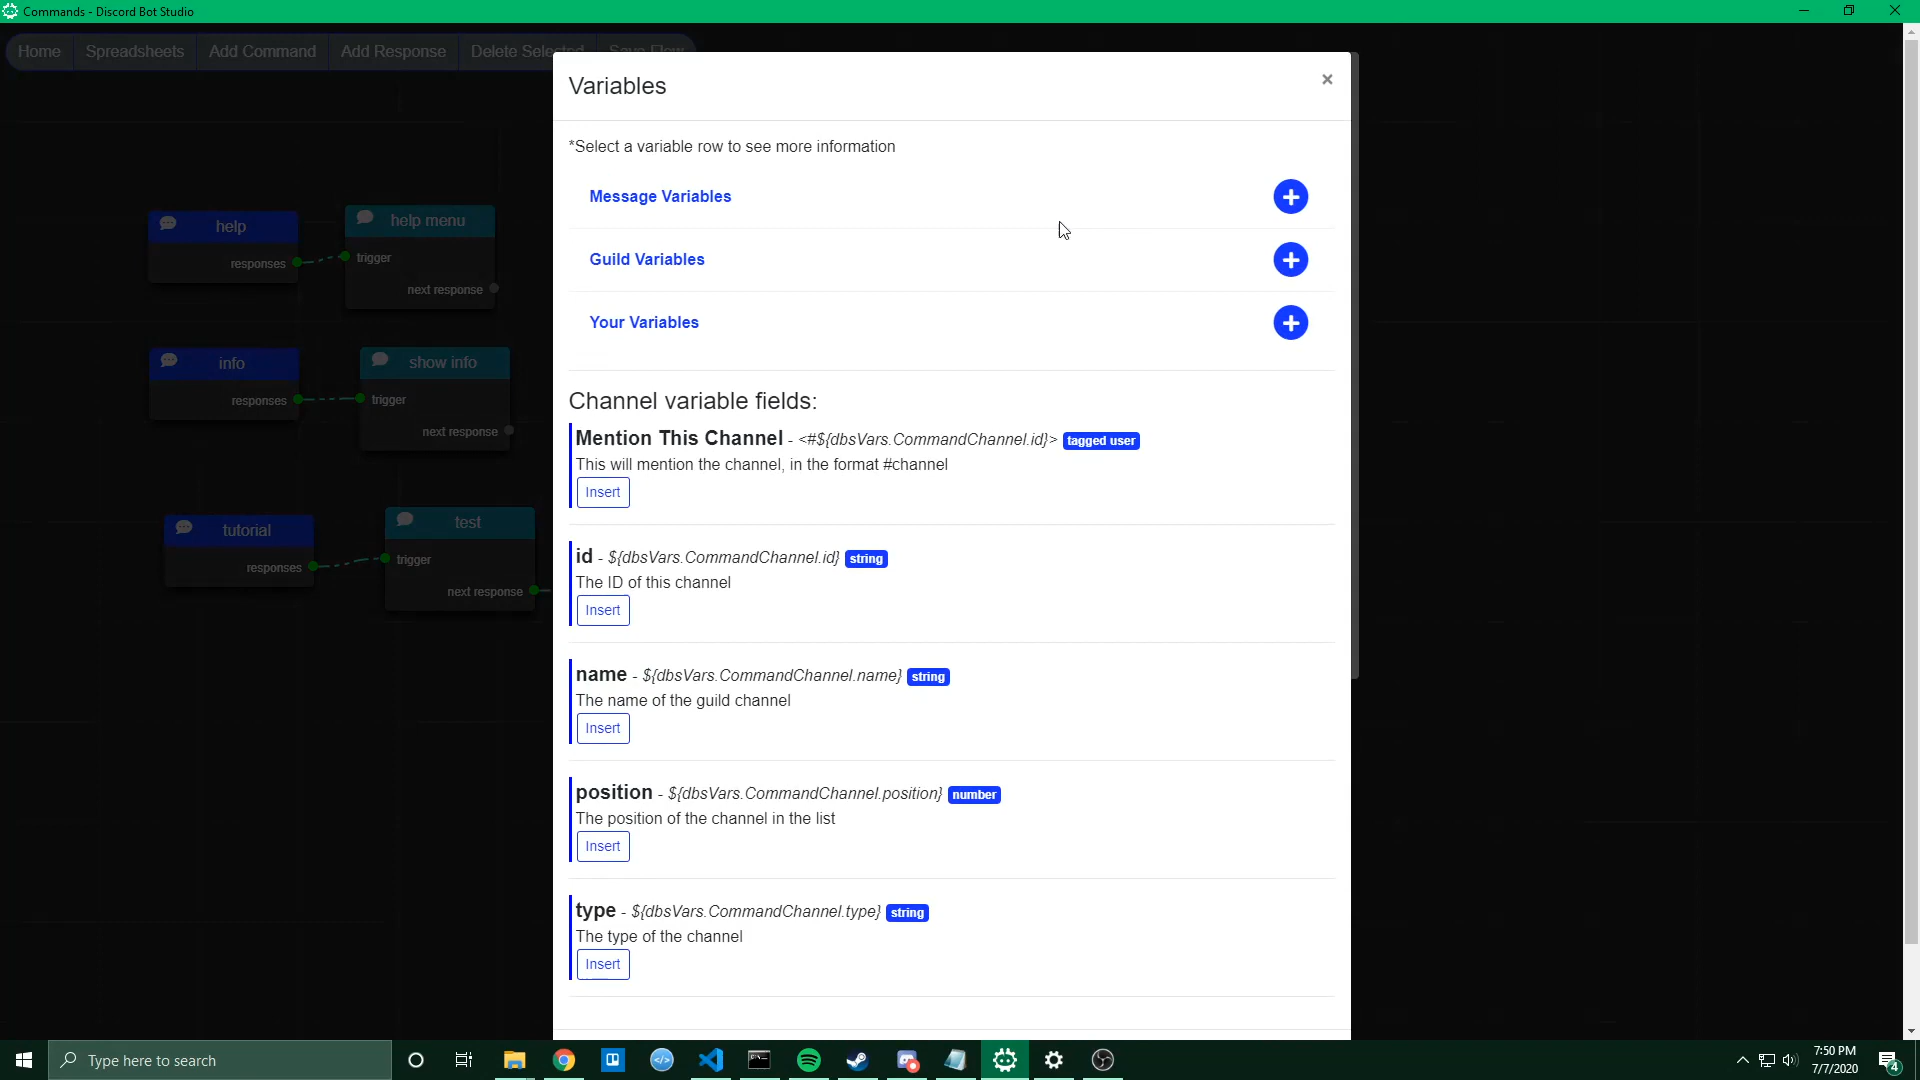 Commands - Discord Bot Studio
Home Spreadsheets Add Command Add Response Delete Selected Save Flow
Variables
×
*Select a variable row to see more information
Message Variables
Guild Variables
Your Variables
Channel variable fields:
Mention This Channel - <#${dbsVars.CommandChannel.id}> tagged user
This will mention the channel, in the format #channel
Insert
id - ${dbsVars.CommandChannel.id} string
The ID of this channel
Insert
name - ${dbsVars.CommandChannel.name} string
The name of the guild channel
Insert
position - ${dbsVars.CommandChannel.position} number
The position of the channel in the list
Insert
type - ${dbsVars.CommandChannel.type} string
The type of the channel
Insert
help
responses
help menu
trigger
next response
info
responses
show info
trigger
next response
tutorial
responses
test
trigger
next response
Type here to search
7:50 PM
7/7/2020
4